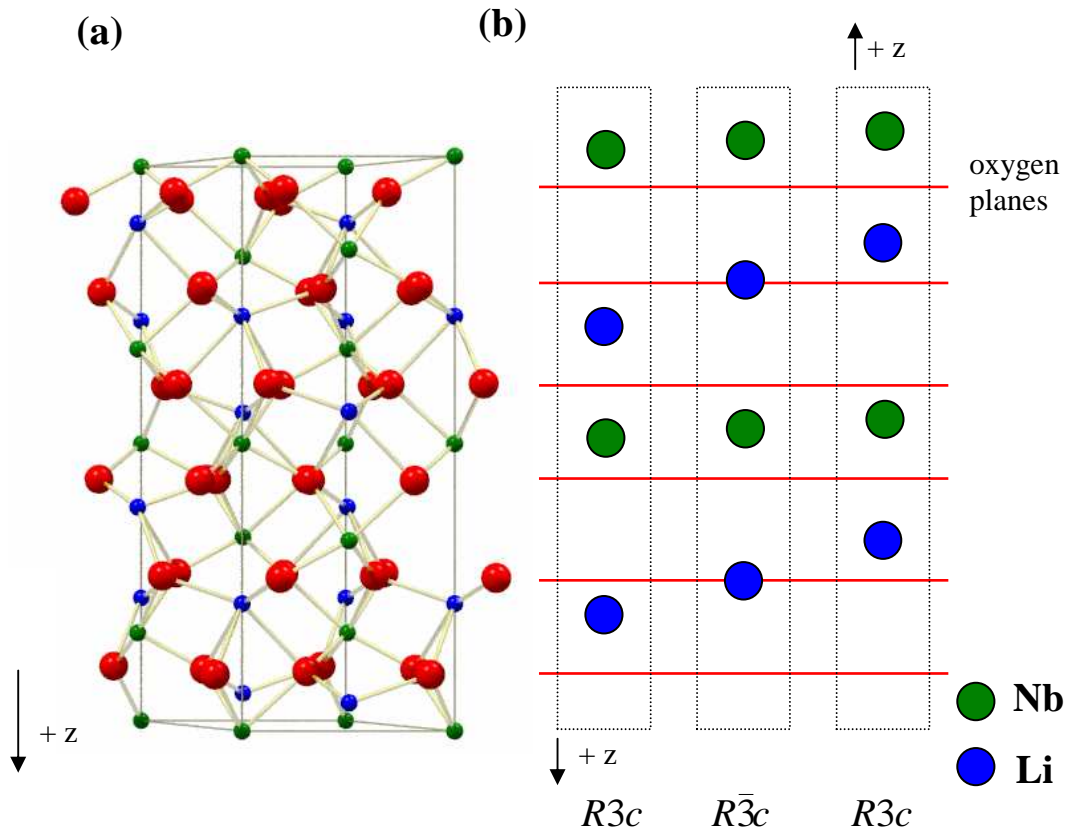 (a)
(b)
+ z
oxygen
planes
+ z
+ z
Nb
Li
R3c
R3̄c
R3c